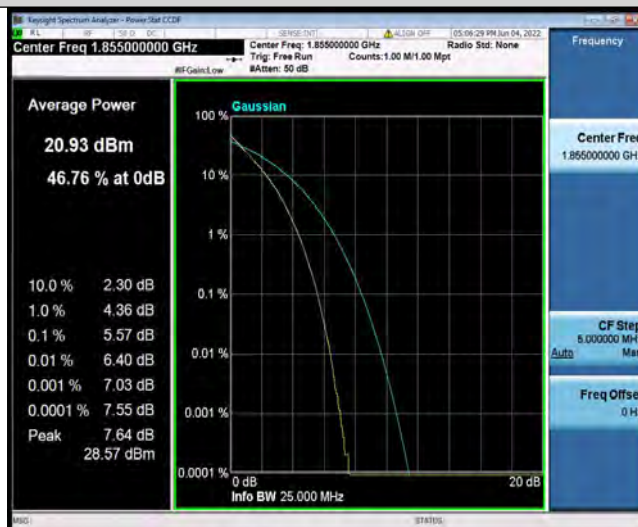 Keysight Spectrum Analyzer - Power Stat CCDF
RL RF 50 Ω DC SENSE:INT ALIGN OFF 05:06:29 PM Jun 04, 2022
Center Freq 1.855000000 GHz
Center Freq: 1.855000000 GHz Radio Std: None
Trig: Free Run Counts:1.00 M/1.00 Mpt
#IFGain:Low #Atten: 50 dB
Frequency
Average Power
20.93 dBm
46.76 % at 0dB
10.0 % 2.30 dB
1.0 % 4.36 dB
0.1 % 5.57 dB
0.01 % 6.40 dB
0.001 % 7.03 dB
0.0001 % 7.55 dB
Peak 7.64 dB
28.57 dBm
Gaussian
100 %
10 %
1 %
0.1 %
0.01 %
0.001 %
0.0001 %
0 dB 20 dB
Info BW 25.000 MHz
Center Freq
1.855000000 GH
CF Step
5.000000 MH
Auto Man
Freq Offse
0 H
MSG STATUS